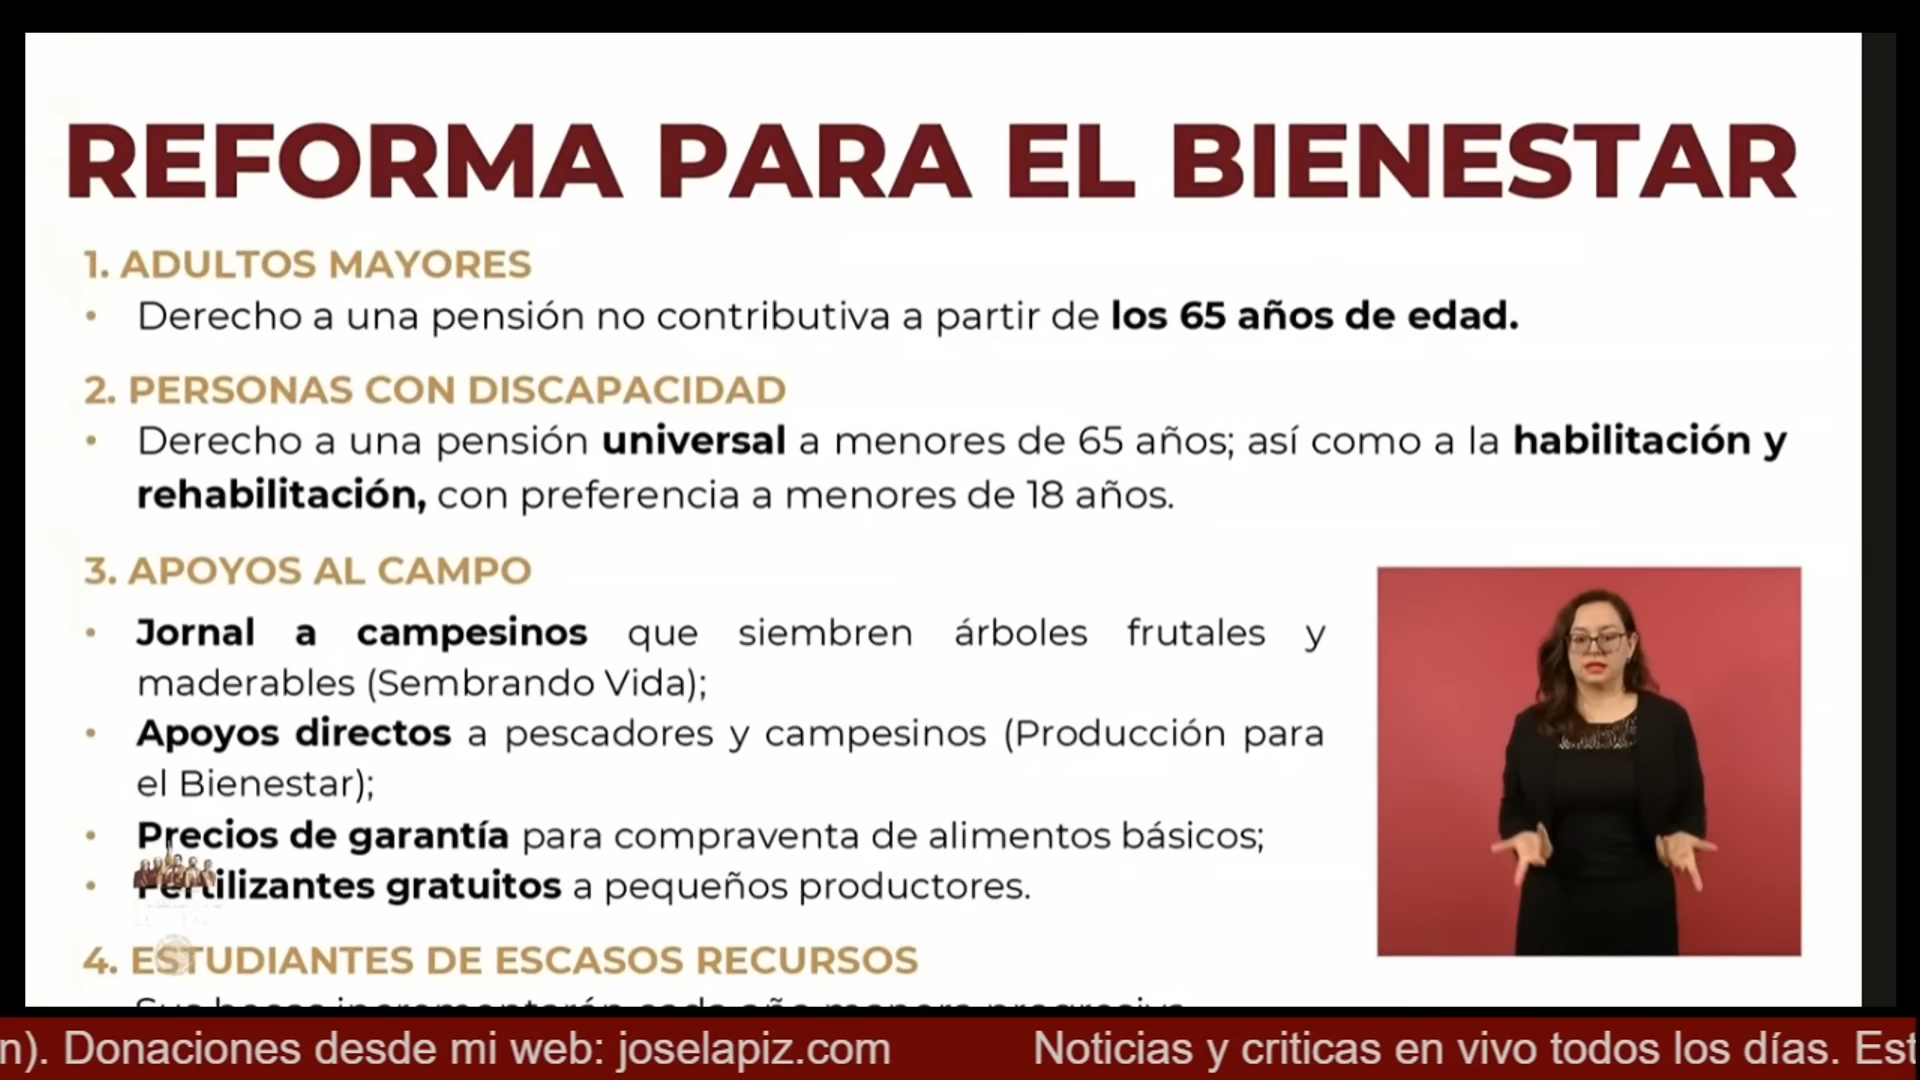 REFORMA PARA EL BIENESTAR
1. ADULTOS MAYORES
• Derecho a una pensión no contributiva a partir de los 65 años de edad.
2. PERSONAS CON DISCAPACIDAD
• Derecho a una pensión universal a menores de 65 años; así como a la habilitación y
rehabilitación, con preferencia a menores de 18 años.
3. APOYOS AL CAMPO
• Jornal a campesinos que siembren árboles frutales y
maderables (Sembrando Vida);
• Apoyos directos a pescadores y campesinos (Producción para
el Bienestar);
• Precios de garantía para compraventa de alimentos básicos;
• Fertilizantes gratuitos a pequeños productores.
4. ESTUDIANTES DE ESCASOS RECURSOS
n). Donaciones desde mi web: joselapiz.com Noticias y criticas en vivo todos los días. Est